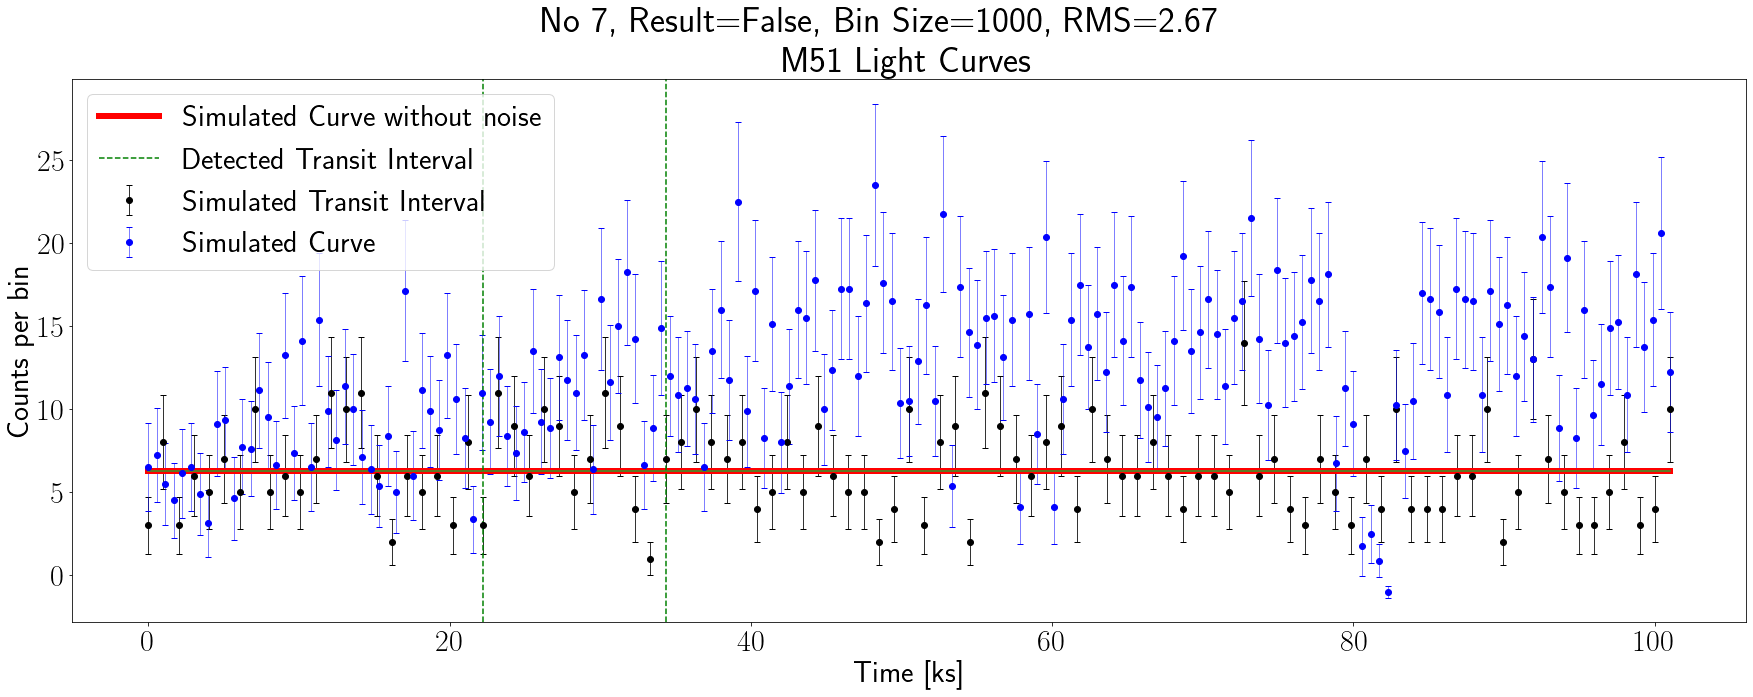 No 7, Result=False, Bin Size=1000, RMS=2.67
M51 Light Curves
Simulated Curve without noise
Detected Transit Interval
Simulated Transit Interval
Simulated Curve
Counts per bin
25
20
15
10
5
0
0 20 40 60 80 100
Time [ks]